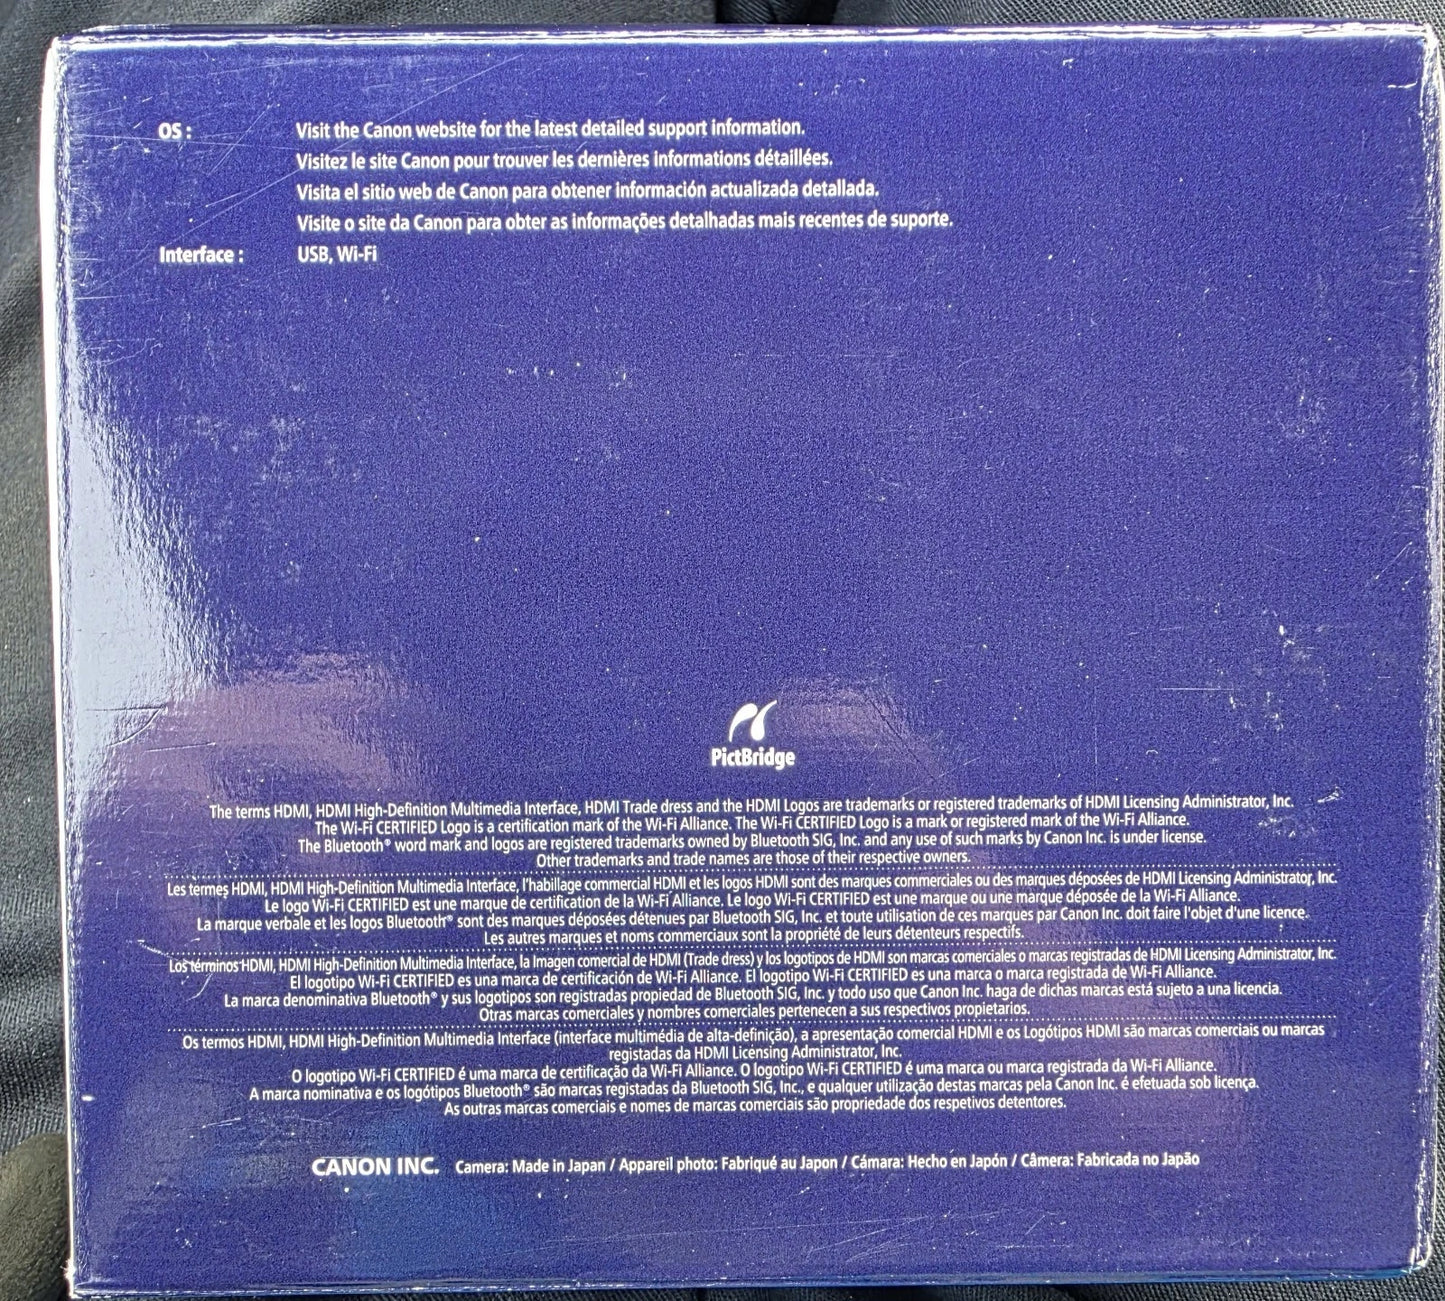 OS : Visit the Canon website for the latest detailed support information.
Visitez le site Canon pour trouver les dernières informations détaillées.
Visita el sitio web de Canon para obtener información actualizada detallada.
Visite o site da Canon para obter as informações detalhadas mais recentes de suporte.
Interface : USB, Wi-Fi
PictBridge
The terms HDMI, HDMI High-Definition Multimedia Interface, HDMI Trade dress and the HDMI Logos are trademarks or registered trademarks of HDMI Licensing Administrator, Inc.
The Wi-Fi CERTIFIED Logo is a certification mark of the Wi-Fi Alliance. The Wi-Fi CERTIFIED Logo is a mark or registered mark of the Wi-Fi Alliance.
The Bluetooth® word mark and logos are registered trademarks owned by Bluetooth SIG, Inc. and any use of such marks by Canon Inc. is under license.
Other trademarks and trade names are those of their respective owners.
Les termes HDMI, HDMI High-Definition Multimedia Interface, l'habillage commercial HDMI et les logos HDMI sont des marques commerciales ou des marques déposées de HDMI Licensing Administrator, Inc.
Le logo Wi-Fi CERTIFIED est une marque de certification de la Wi-Fi Alliance. Le logo Wi-Fi CERTIFIED est une marque ou une marque déposée de la Wi-Fi Alliance.
La marque verbale et les logos Bluetooth® sont des marques déposées détenues par Bluetooth SIG, Inc. et toute utilisation de ces marques par Canon Inc. doit faire l'objet d'une licence.
Les autres marques et noms commerciaux sont la propriété de leurs détenteurs respectifs.
Los términos HDMI, HDMI High-Definition Multimedia Interface, la Imagen comercial de HDMI (Trade dress) y los logotipos de HDMI son marcas comerciales o marcas registradas de HDMI Licensing Administrator, Inc.
El logotipo Wi-Fi CERTIFIED es una marca de certificación de Wi-Fi Alliance. El logotipo Wi-Fi CERTIFIED es una marca o marca registrada de Wi-Fi Alliance.
La marca denominativa Bluetooth® y sus logotipos son registradas propiedad de Bluetooth SIG, Inc. y todo uso que Canon Inc. haga de dichas marcas está sujeto a una licencia.
Otras marcas comerciales y nombres comerciales pertenecen a sus respectivos propietarios.
Os termos HDMI, HDMI High-Definition Multimedia Interface (interface multimédia de alta-definição), a apresentação comercial HDMI e os Logótipos HDMI são marcas comerciais ou marcas
registadas da HDMI Licensing Administrator, Inc.
O logotipo Wi-Fi CERTIFIED é uma marca de certificação da Wi-Fi Alliance. O logotipo Wi-Fi CERTIFIED é uma marca ou marca registrada da Wi-Fi Alliance.
A marca nominativa e os logótipos Bluetooth® são marcas registadas da Bluetooth SIG, Inc., e qualquer utilização destas marcas pela Canon Inc. é efetuada sob licença.
As outras marcas comerciais e nomes de marcas comerciais são propriedade dos respetivos detentores.
CANON INC. Camera: Made in Japan / Appareil photo: Fabriqué au Japon / Cámara: Hecho en Japón / Câmera: Fabricada no Japão